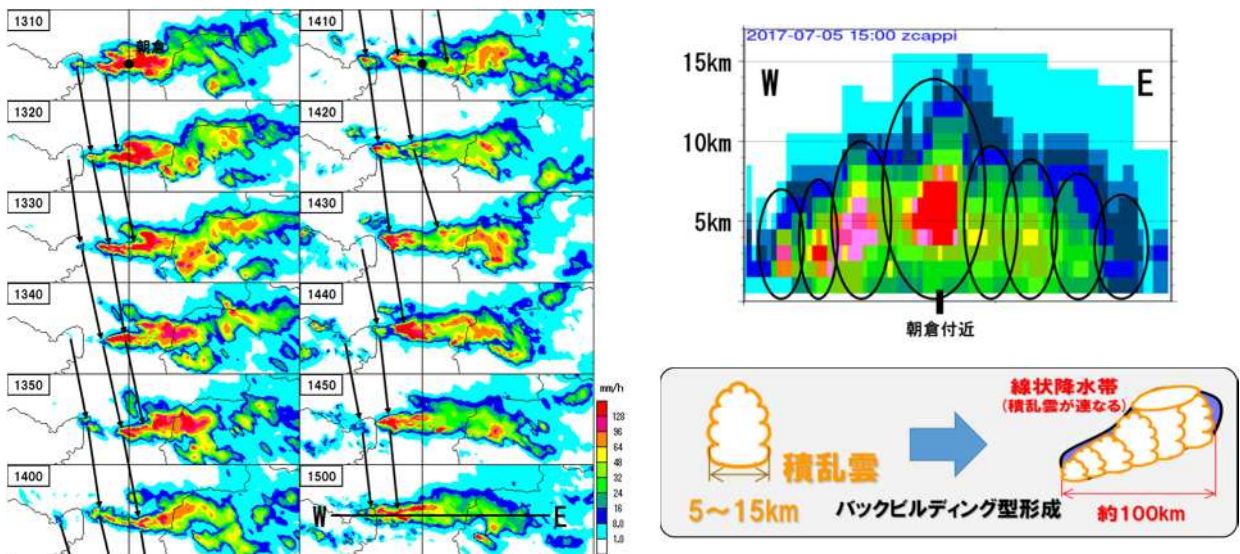 1310
朝倉
1320
1330
1340
1350
1400
1410
1420
1430
1440
1450
1500
W
E
mm/h
128
96
64
48
32
24
16
8.0
1.0
2017-07-05 15:00 zcappi
15km
10km
5km
W
E
朝倉付近
積乱雲
5～15km
バックビルディング型形成
線状降水帯
(積乱雲が連なる)
約100km